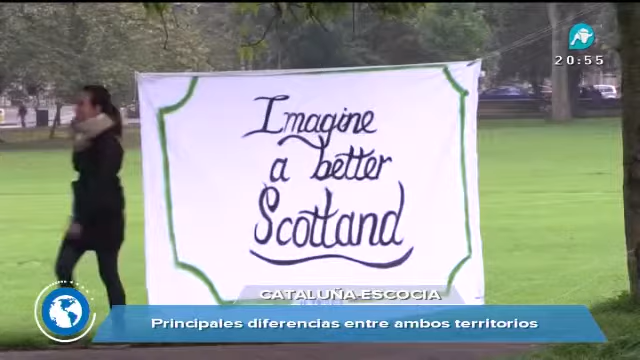 20:55
Imagine
a better
Scotland
CATALUÑA-ESCOCIA
Principales diferencias entre ambos territorios